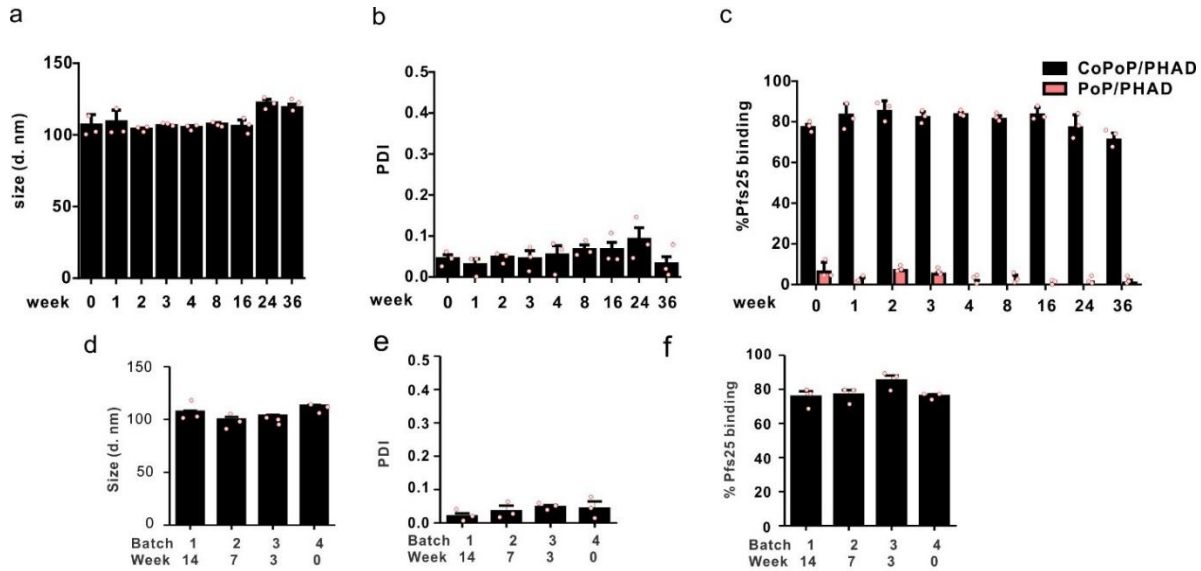 a
150
100
50
0
size (d. nm)
week 0 1 2 3 4 8 16 24 36
b
0.5
0.4
0.3
0.2
0.1
0.0
PDI
week 0 1 2 3 4 8 16 24 36
c
CoPoP/PHAD
PoP/PHAD
100
80
60
40
20
0
%Pfs25 binding
week 0 1 2 3 4 8 16 24 36
d
150
100
50
0
Size (d. nm)
Batch 1 2 3 4
Week 14 7 3 0
e
0.5
0.4
0.3
0.2
0.1
0.0
PDI
Batch 1 2 3 4
Week 14 7 3 0
f
100
80
60
40
20
0
% Pfs25 binding
Batch 1 2 3 4
Week 14 7 3 0